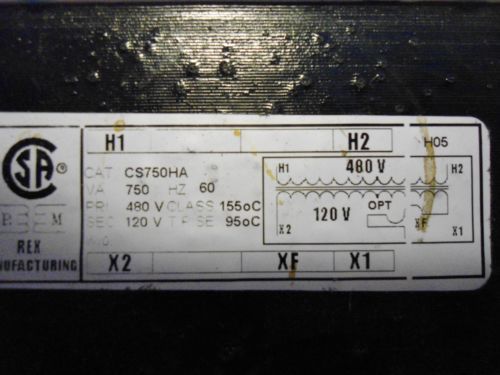 H1 H2 H05
CSA®
CAT CS750HA
VA 750 HZ 60
PRI 480 V CLASS 155oC
SEC 120 V T RISE 95oC
H1 480 V H2
120 V OPT
X2 XF X1
REX
X2 XF X1